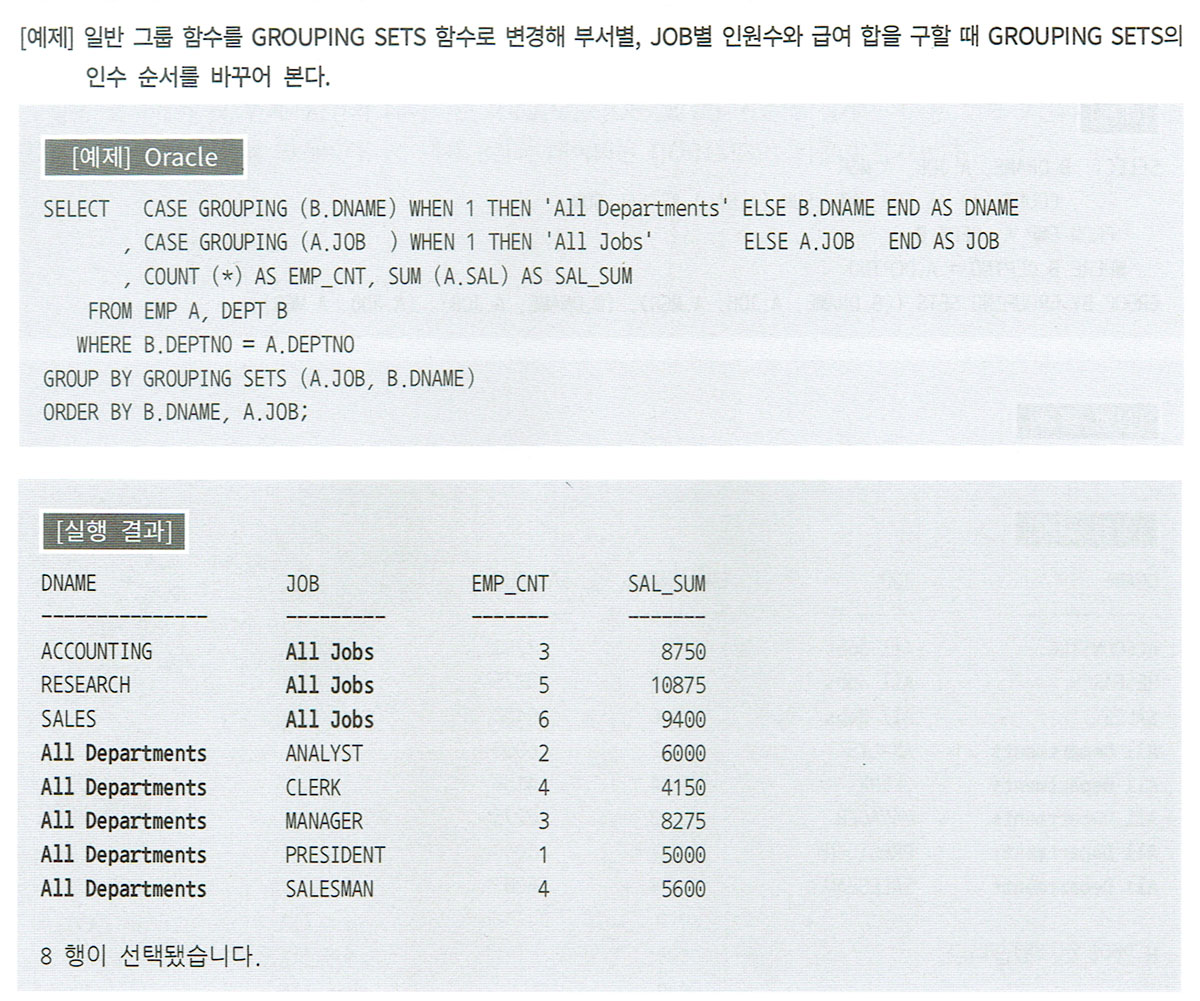 [예제] 일반 그룹 함수를 GROUPING SETS 함수로 변경해 부서별, JOB별 인원수와 급여 합을 구할 때 GROUPING SETS의
인수 순서를 바꾸어 본다.
[예제] Oracle
SELECT CASE GROUPING (B.DNAME) WHEN 1 THEN 'All Departments' ELSE B.DNAME END AS DNAME
, CASE GROUPING (A.JOB ) WHEN 1 THEN 'All Jobs' ELSE A.JOB END AS JOB
, COUNT (*) AS EMP_CNT, SUM (A.SAL) AS SAL_SUM
FROM EMP A, DEPT B
WHERE B.DEPTNO = A.DEPTNO
GROUP BY GROUPING SETS (A.JOB, B.DNAME)
ORDER BY B.DNAME, A.JOB;
[실행 결과]
DNAME JOB EMP_CNT SAL_SUM
--------------- --------- ------- -------
ACCOUNTING All Jobs 3 8750
RESEARCH All Jobs 5 10875
SALES All Jobs 6 9400
All Departments ANALYST 2 6000
All Departments CLERK 4 4150
All Departments MANAGER 3 8275
All Departments PRESIDENT 1 5000
All Departments SALESMAN 4 5600
8 행이 선택됐습니다.